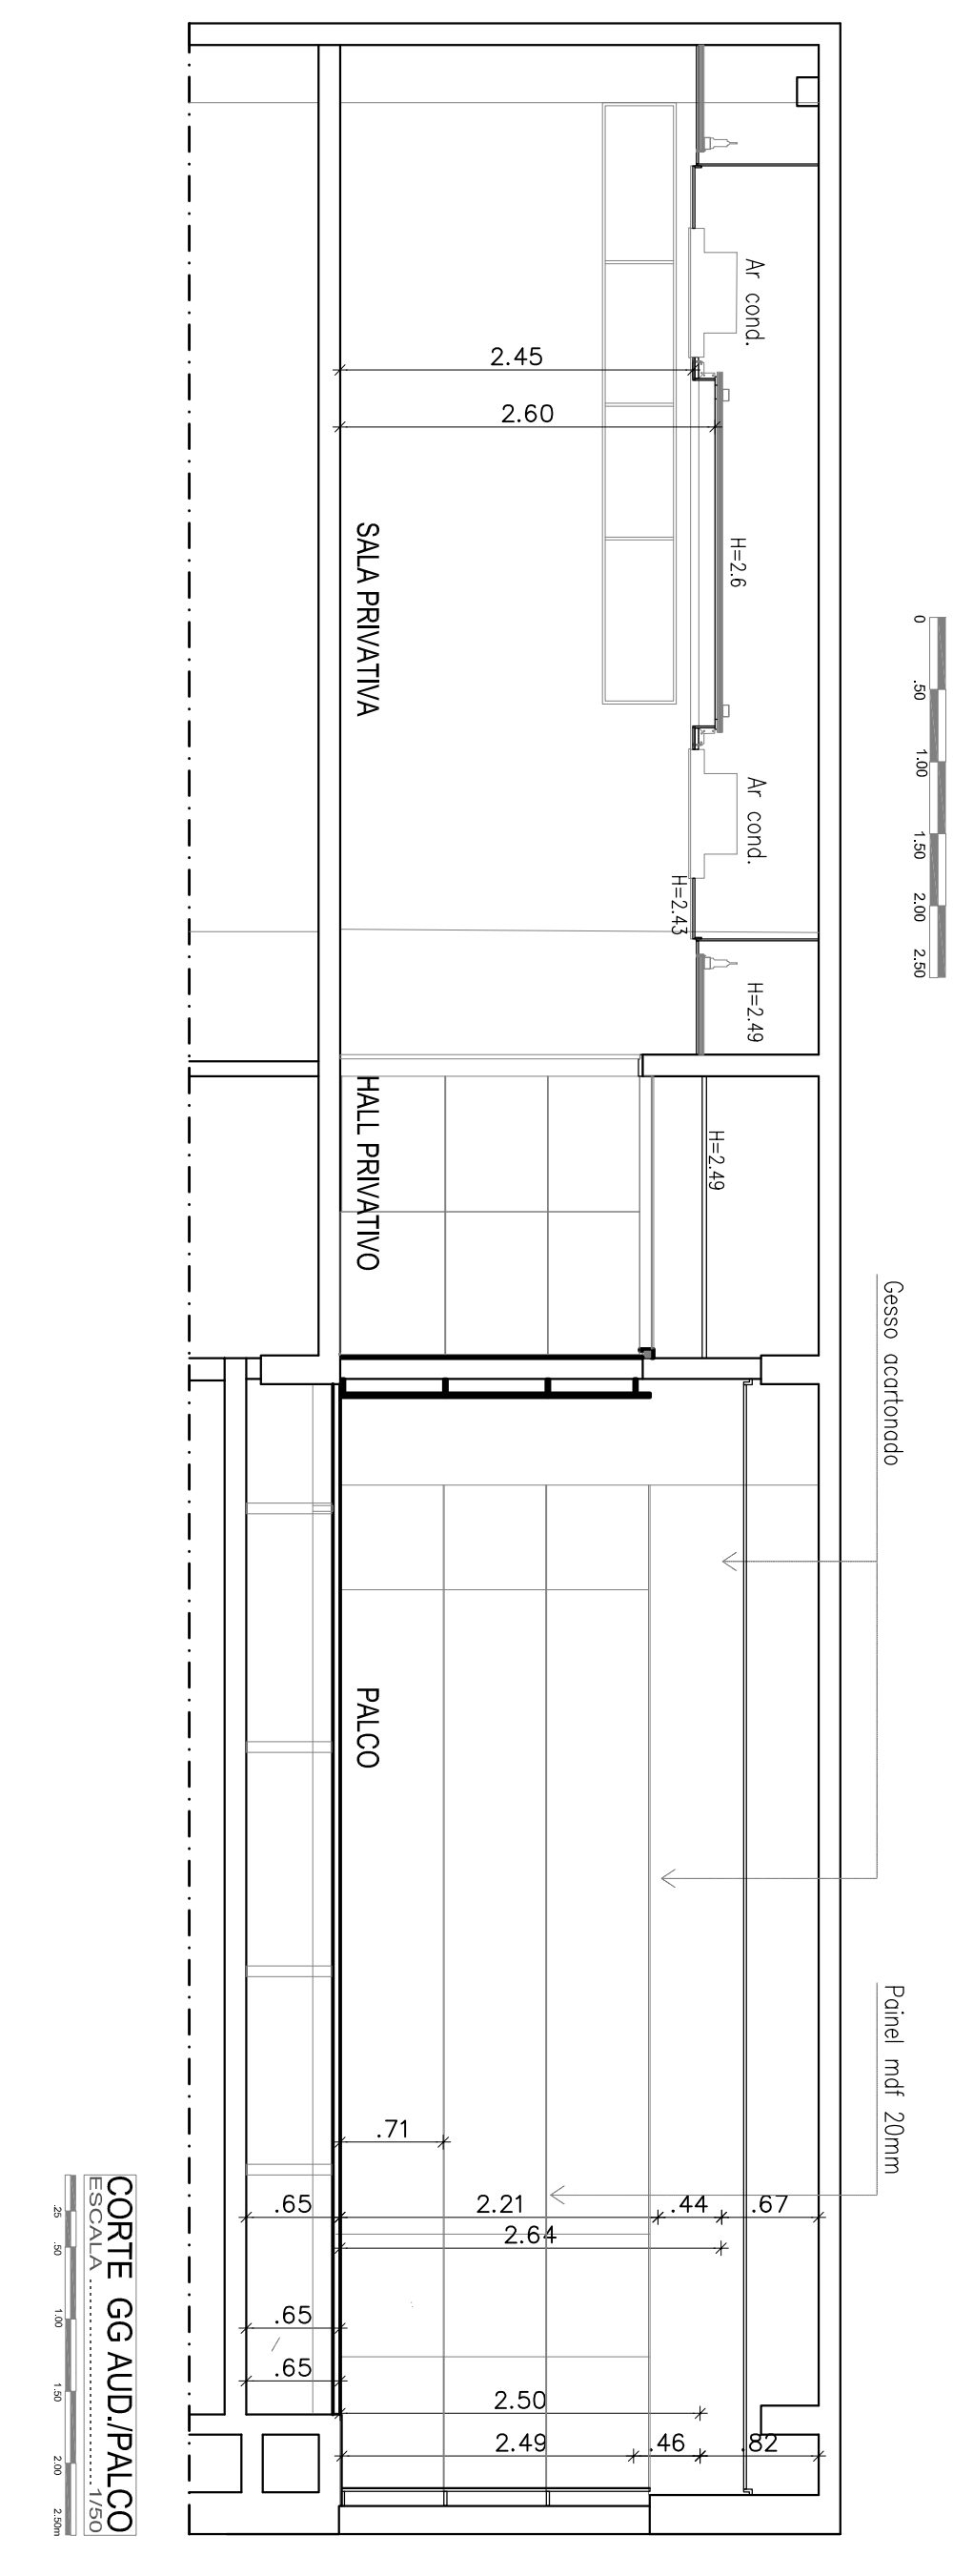 0 .50 1.00 1.50 2.00 2.50
Gesso acartonado
Painel mdf 20mm
Ar cond.
Ar cond.
H=2.6
H=2.49
H=2.43
H=2.49
2.45
2.60
SALA PRIVATIVA
HALL PRIVATIVO
PALCO
.71
.65 2.21 .44 .67
2.64
.65
.65
2.50
2.49 .46 .82
CORTE GG AUD./PALCO
ESCALA ........................ 1/50
.25 .50 1.00 1.50 2.00 2.50m